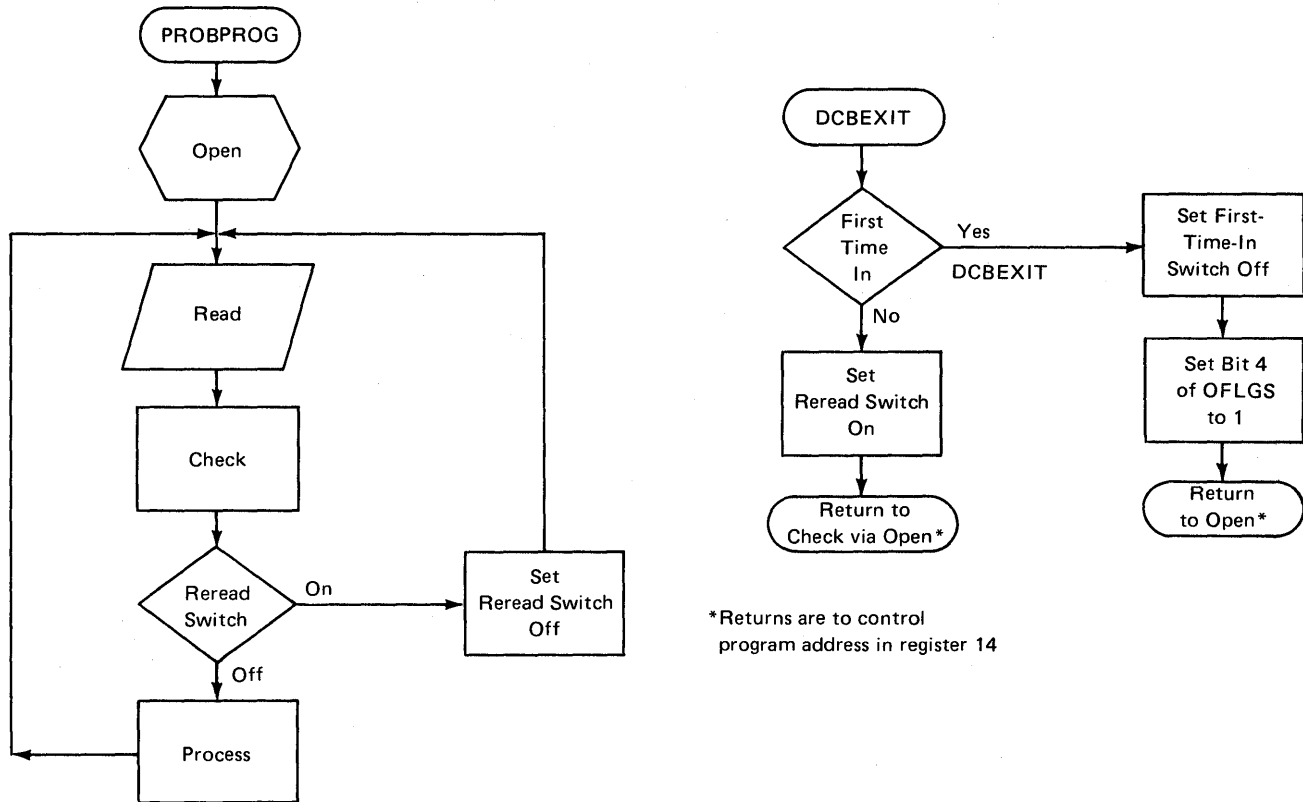 PROBPROG
Open
Read
Check
Reread
Switch
On
Set
Reread Switch
Off
Off
Process
DCBEXIT
First
Time
In
Yes
DCBEXIT
Set First-
Time-In
Switch Off
No
Set
Reread Switch
On
Set Bit 4
of OFLGS
to 1
Return to
Check via Open*
Return
to Open*
*Returns are to control
program address in register 14